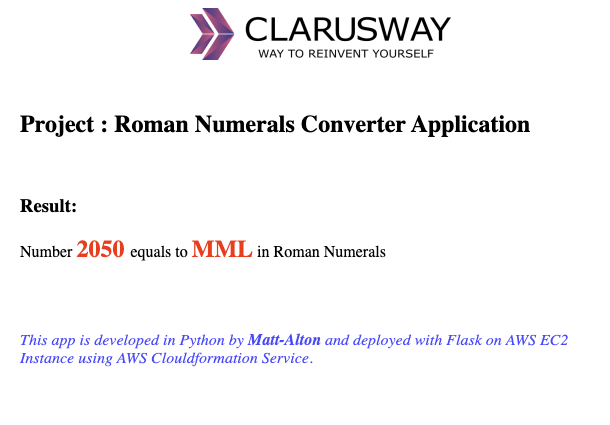 CLARUSWAY
WAY TO REINVENT YOURSELF
Project : Roman Numerals Converter Application
Result:
Number 2050 equals to MML in Roman Numerals
This app is developed in Python by Matt-Alton and deployed with Flask on AWS EC2
Instance using AWS Clouldformation Service.